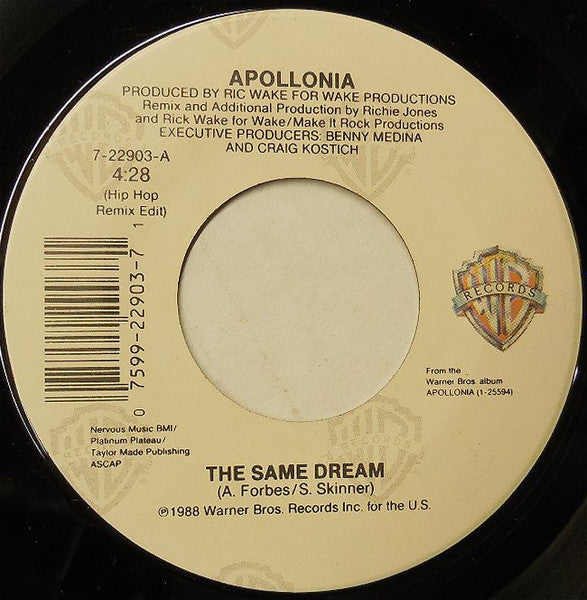 APOLLONIA
PRODUCED BY RIC WAKE FOR WAKE PRODUCTIONS
Remix and Additional Production by Richie Jones
and Rick Wake for Wake/Make It Rock Productions
EXECUTIVE PRODUCERS: BENNY MEDINA
AND CRAIG KOSTICH
7-22903-A
4:28
(Hip Hop
Remix Edit)
0 7599-22903-7 1
WB
RECORDS
From the
Warner Bros. album
APOLLONIA (1-25594)
Nervous Music BMI/
Platinum Plateau/
Taylor Made Publishing
ASCAP
THE SAME DREAM
(A. Forbes/S. Skinner)
℗1988 Warner Bros. Records Inc. for the U.S.